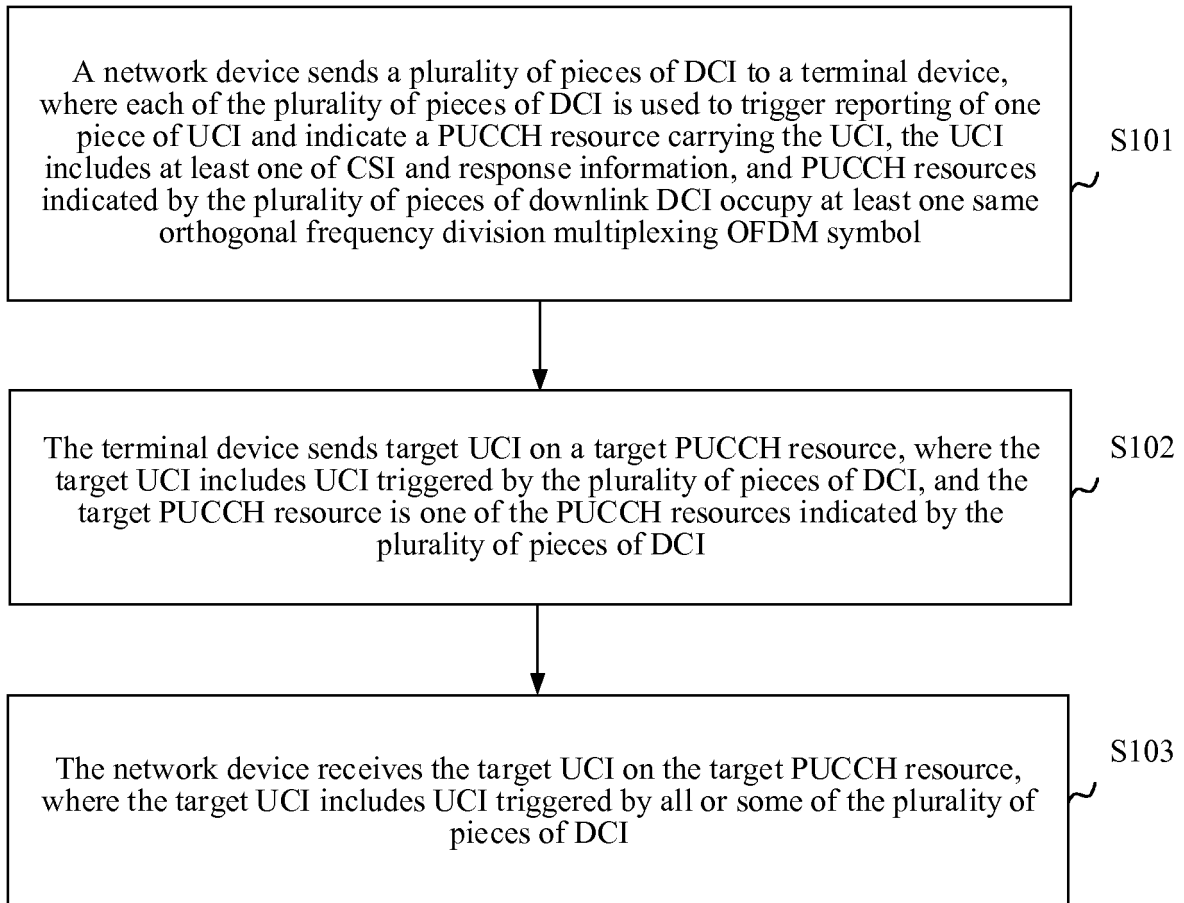 A network device sends a plurality of pieces of DCI to a terminal device,
where each of the plurality of pieces of DCI is used to trigger reporting of one
piece of UCI and indicate a PUCCH resource carrying the UCI, the UCI
includes at least one of CSI and response information, and PUCCH resources
indicated by the plurality of pieces of downlink DCI occupy at least one same
orthogonal frequency division multiplexing OFDM symbol
S101
The terminal device sends target UCI on a target PUCCH resource, where the
target UCI includes UCI triggered by the plurality of pieces of DCI, and the
target PUCCH resource is one of the PUCCH resources indicated by the
plurality of pieces of DCI
S102
The network device receives the target UCI on the target PUCCH resource,
where the target UCI includes UCI triggered by all or some of the plurality of
pieces of DCI
S103